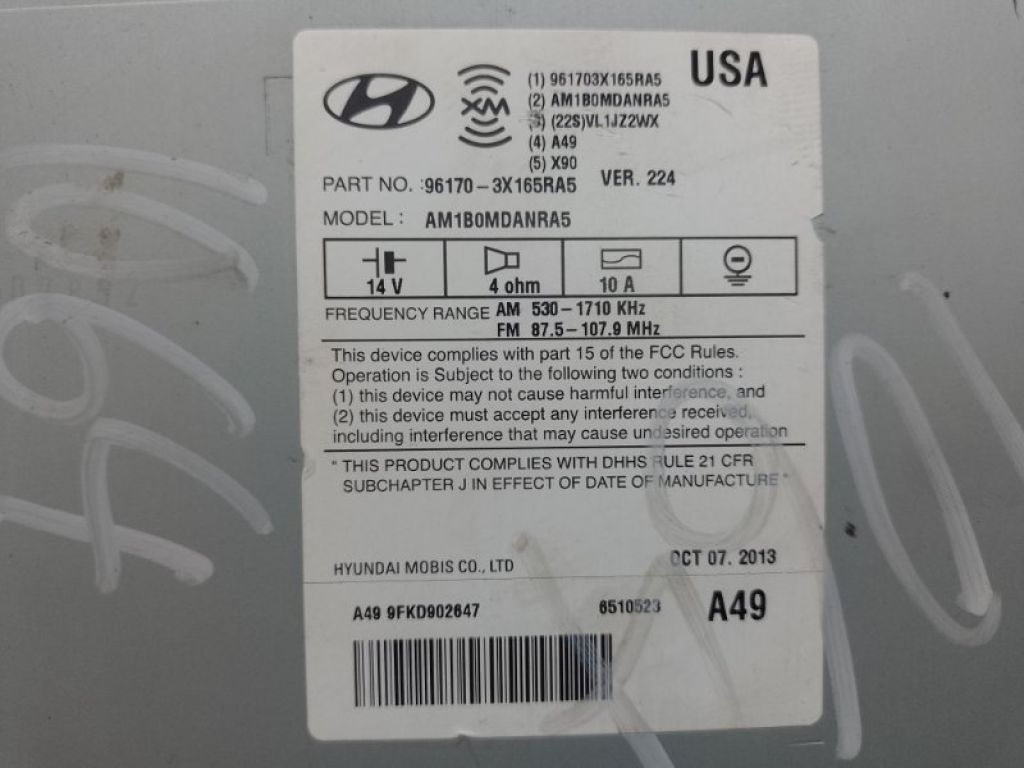 XM
(1) 961703X165RA5
(2) AM1B0MDANRA5
(3) (22S)VL1JZ2WX
(4) A49
(5) X90
USA
PART NO. : 96170-3X165RA5 VER. 224
MODEL : AM1B0MDANRA5
14 V 4 ohm 10 A
FREQUENCY RANGE AM 530-1710 KHz
FM 87.5-107.9 MHz
This device complies with part 15 of the FCC Rules.
Operation is Subject to the following two conditions :
(1) this device may not cause harmful interference, and
(2) this device must accept any interference received,
including interference that may cause undesired operation
" THIS PRODUCT COMPLIES WITH DHHS RULE 21 CFR
SUBCHAPTER J IN EFFECT OF DATE OF MANUFACTURE "
HYUNDAI MOBIS CO., LTD OCT 07. 2013
A49 9FKD902647 6510523 A49